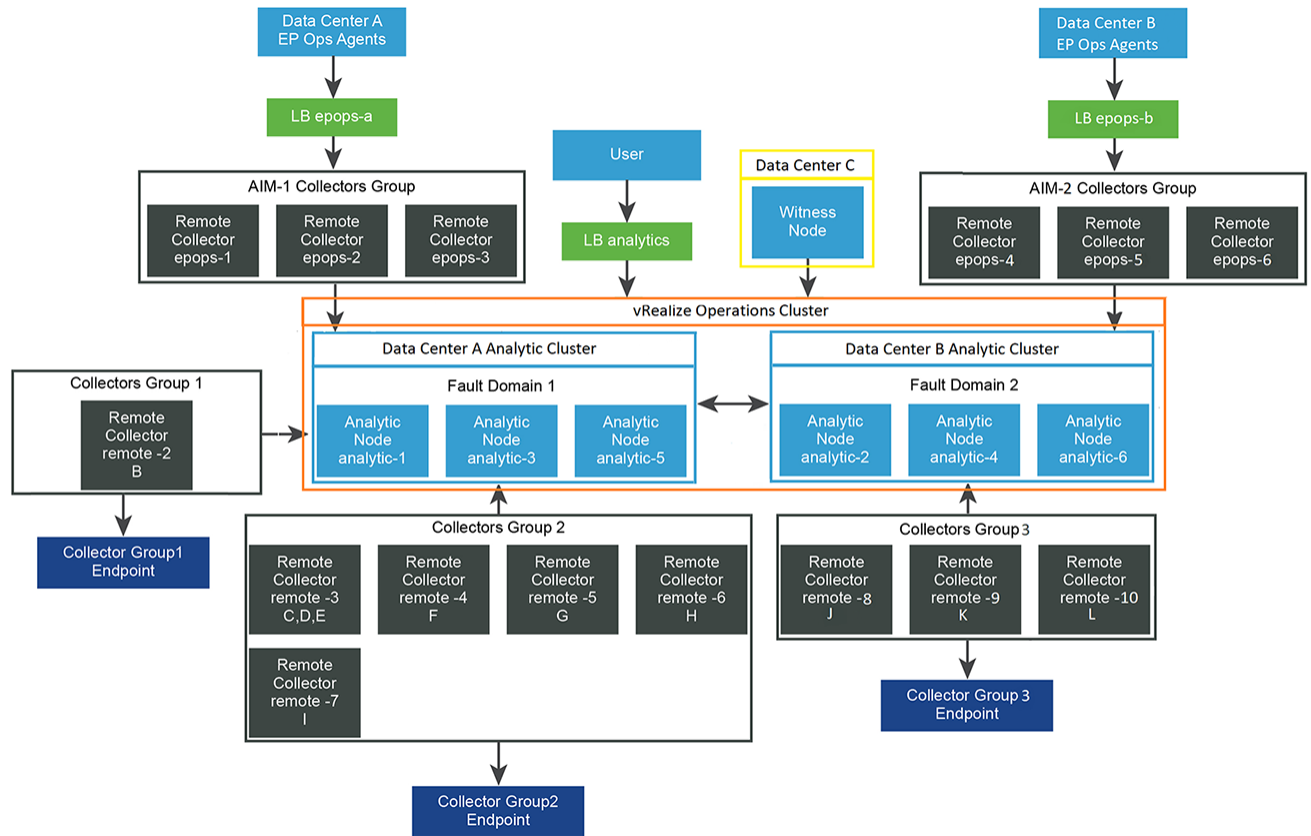 Data Center A
EP Ops Agents
Data Center B
EP Ops Agents
LB epops-a
LB epops-b
User
Data Center C
Witness
Node
LB analytics
AIM-1 Collectors Group
Remote
Collector
epops-1
Remote
Collector
epops-2
Remote
Collector
epops-3
AIM-2 Collectors Group
Remote
Collector
epops-4
Remote
Collector
epops-5
Remote
Collector
epops-6
vRealize Operations Cluster
Data Center A Analytic Cluster
Fault Domain 1
Analytic
Node
analytic-1
Analytic
Node
analytic-3
Analytic
Node
analytic-5
Data Center B Analytic Cluster
Fault Domain 2
Analytic
Node
analytic-2
Analytic
Node
analytic-4
Analytic
Node
analytic-6
Collectors Group 1
Remote
Collector
remote -2
B
Collector Group1
Endpoint
Collectors Group 2
Remote
Collector
remote -3
C,D,E
Remote
Collector
remote -4
F
Remote
Collector
remote -5
G
Remote
Collector
remote -6
H
Remote
Collector
remote -7
I
Collector Group2
Endpoint
Collectors Group 3
Remote
Collector
remote -8
J
Remote
Collector
remote -9
K
Remote
Collector
remote -10
L
Collector Group 3
Endpoint